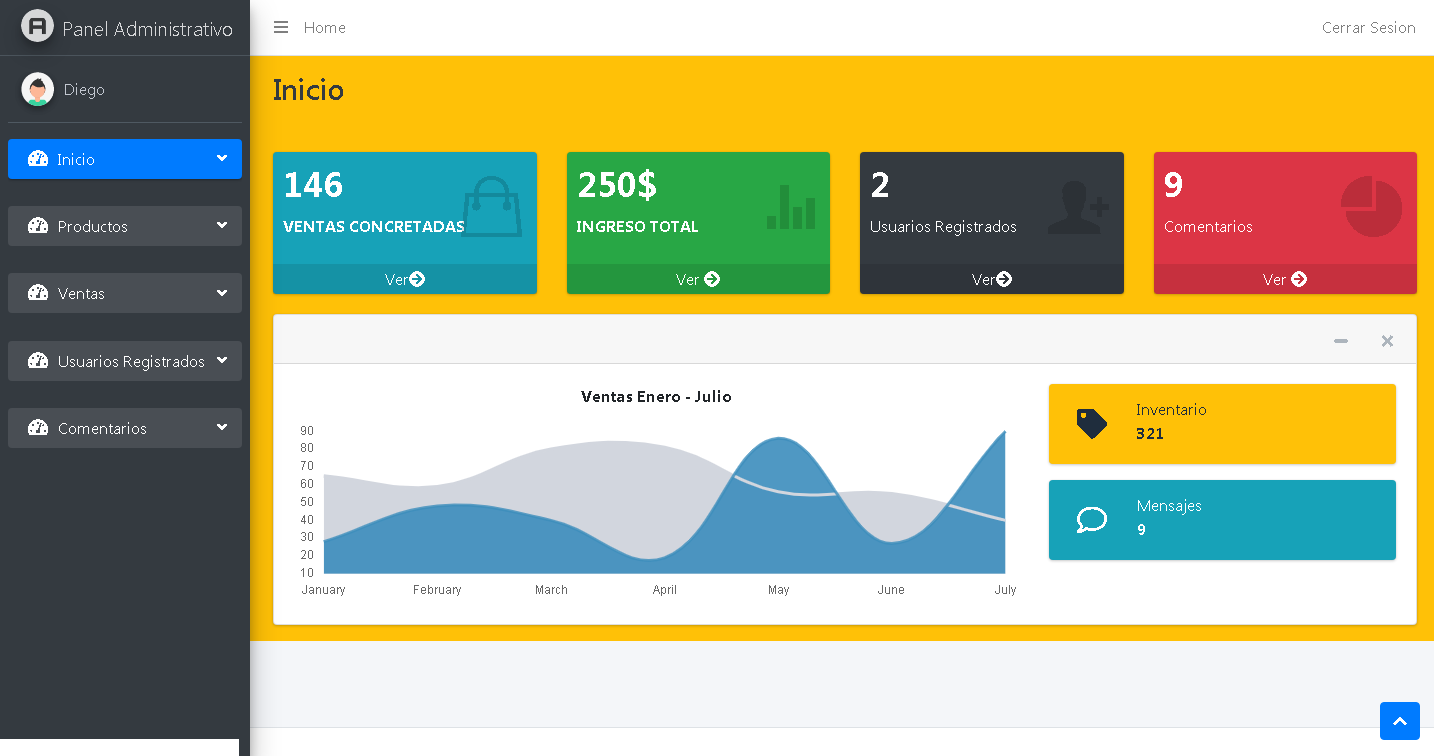 Panel Administrativo
Home
Cerrar Sesion
Diego
Inicio
Productos
Ventas
Usuarios Registrados
Comentarios
Inicio
146
VENTAS CONCRETADAS
Ver
250$
INGRESO TOTAL
Ver
2
Usuarios Registrados
Ver
9
Comentarios
Ver
Ventas Enero - Julio
90
80
70
60
50
40
30
20
10
January February March April May June July
Inventario
321
Mensajes
9